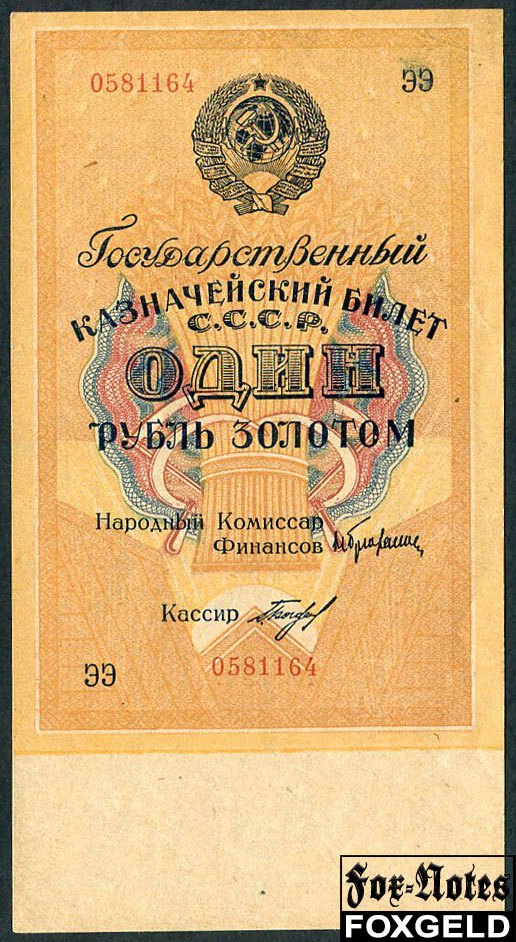 0581164 ЭЭ
Государственный
КАЗНАЧЕЙСКИЙ БИЛЕТ
С.С.С.Р.
ОДИН
РУБЛЬ ЗОЛОТОМ
Народный Комиссар
Финансов
Кассир
ЭЭ 0581164
Fox-Notes
FOXGELD